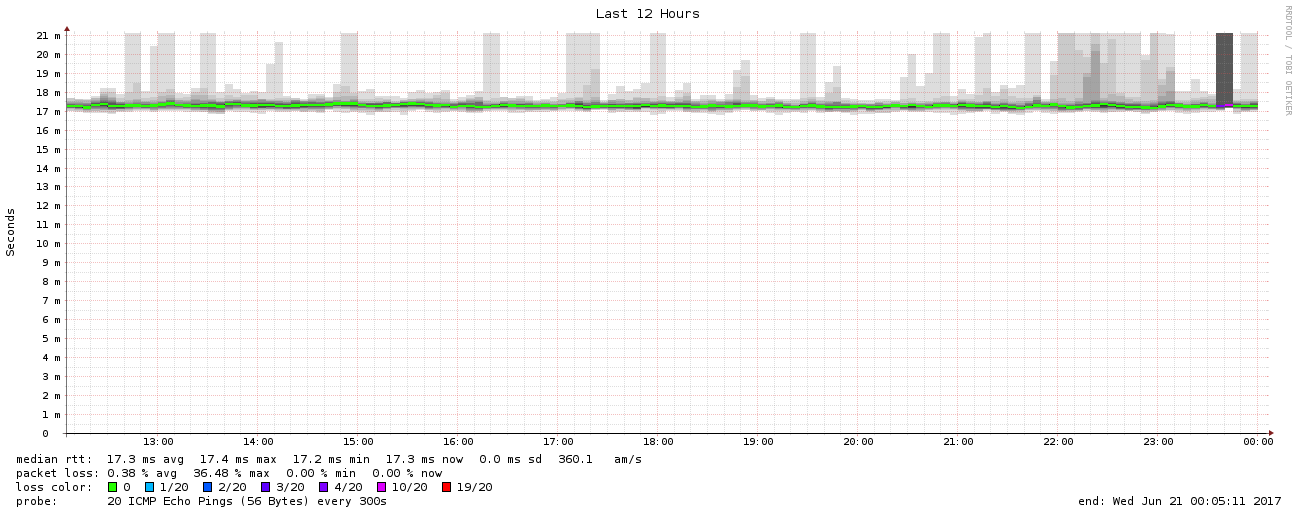 Last 12 Hours
RRDTOOL / TOBI OETIKER
Seconds
21 m
20 m
19 m
18 m
17 m
16 m
15 m
14 m
13 m
12 m
11 m
10 m
9 m
8 m
7 m
6 m
5 m
4 m
3 m
2 m
1 m
0
13:00 14:00 15:00 16:00 17:00 18:00 19:00 20:00 21:00 22:00 23:00 00:00
median rtt: 17.3 ms avg 17.4 ms max 17.2 ms min 17.3 ms now 0.0 ms sd 360.1 am/s
packet loss: 0.38 % avg 36.48 % max 0.00 % min 0.00 % now
loss color: 0 1/20 2/20 3/20 4/20 10/20 19/20
probe: 20 ICMP Echo Pings (56 Bytes) every 300s end: Wed Jun 21 00:05:11 2017